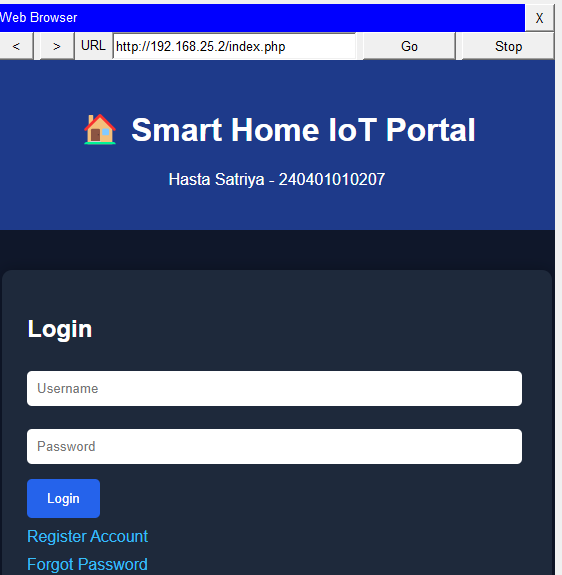 Web Browser X
< > URL http://192.168.25.2/index.php Go Stop
Smart Home IoT Portal
Hasta Satriya - 240401010207
Login
Username
Password
Login
Register Account
Forgot Password